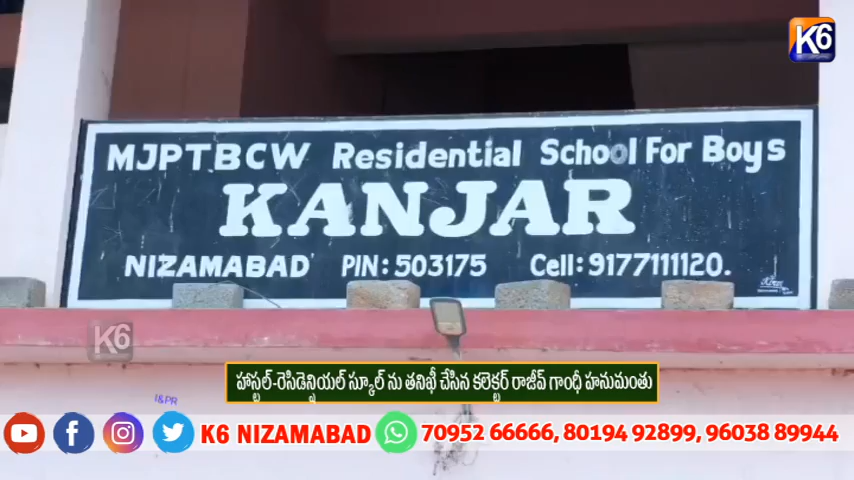 K6
MJPTBCW Residential School For Boys
KANJAR
NIZAMABAD PIN: 503175 Cell: 9177111120.
K6
హాస్టల్-రెసిడెన్షియల్ స్కూల్ ను తనిఖీ చేసిన కలెక్టర్ రాజీవ్ గాంధీ హనుమంతు
I&PR
K6 NIZAMABAD 70952 66666, 80194 92899, 96038 89944